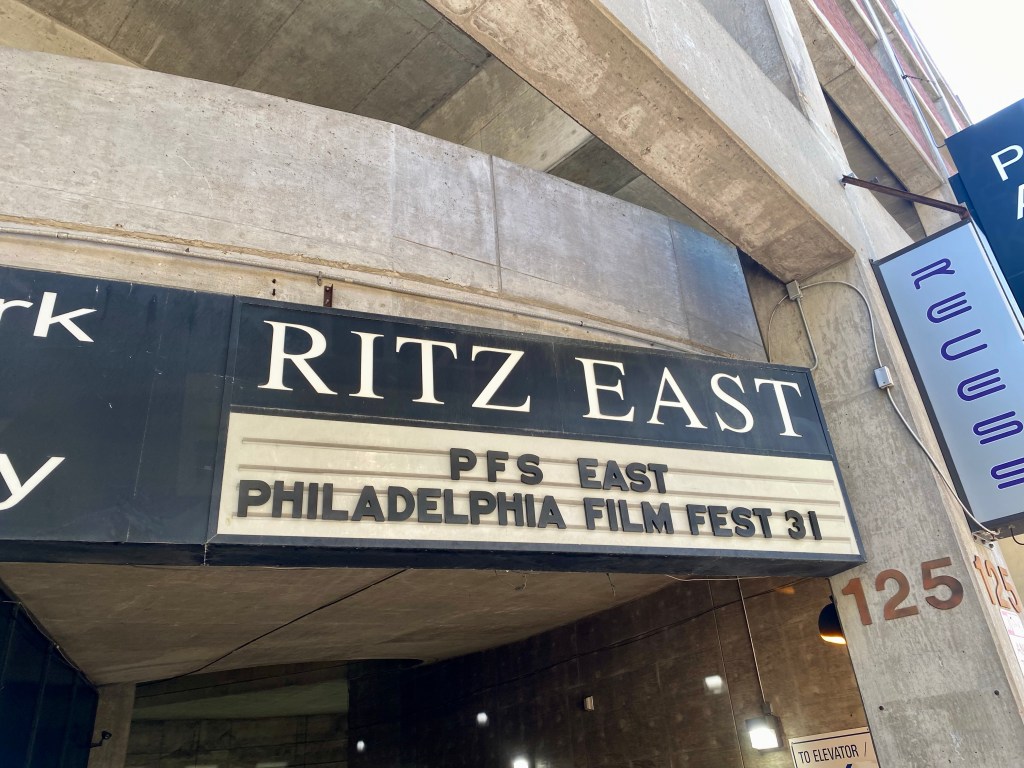 rk
y
RITZ EAST
PFS EAST
PHILADELPHIA FILM FEST 31
125
125
TO ELEVATOR /
P